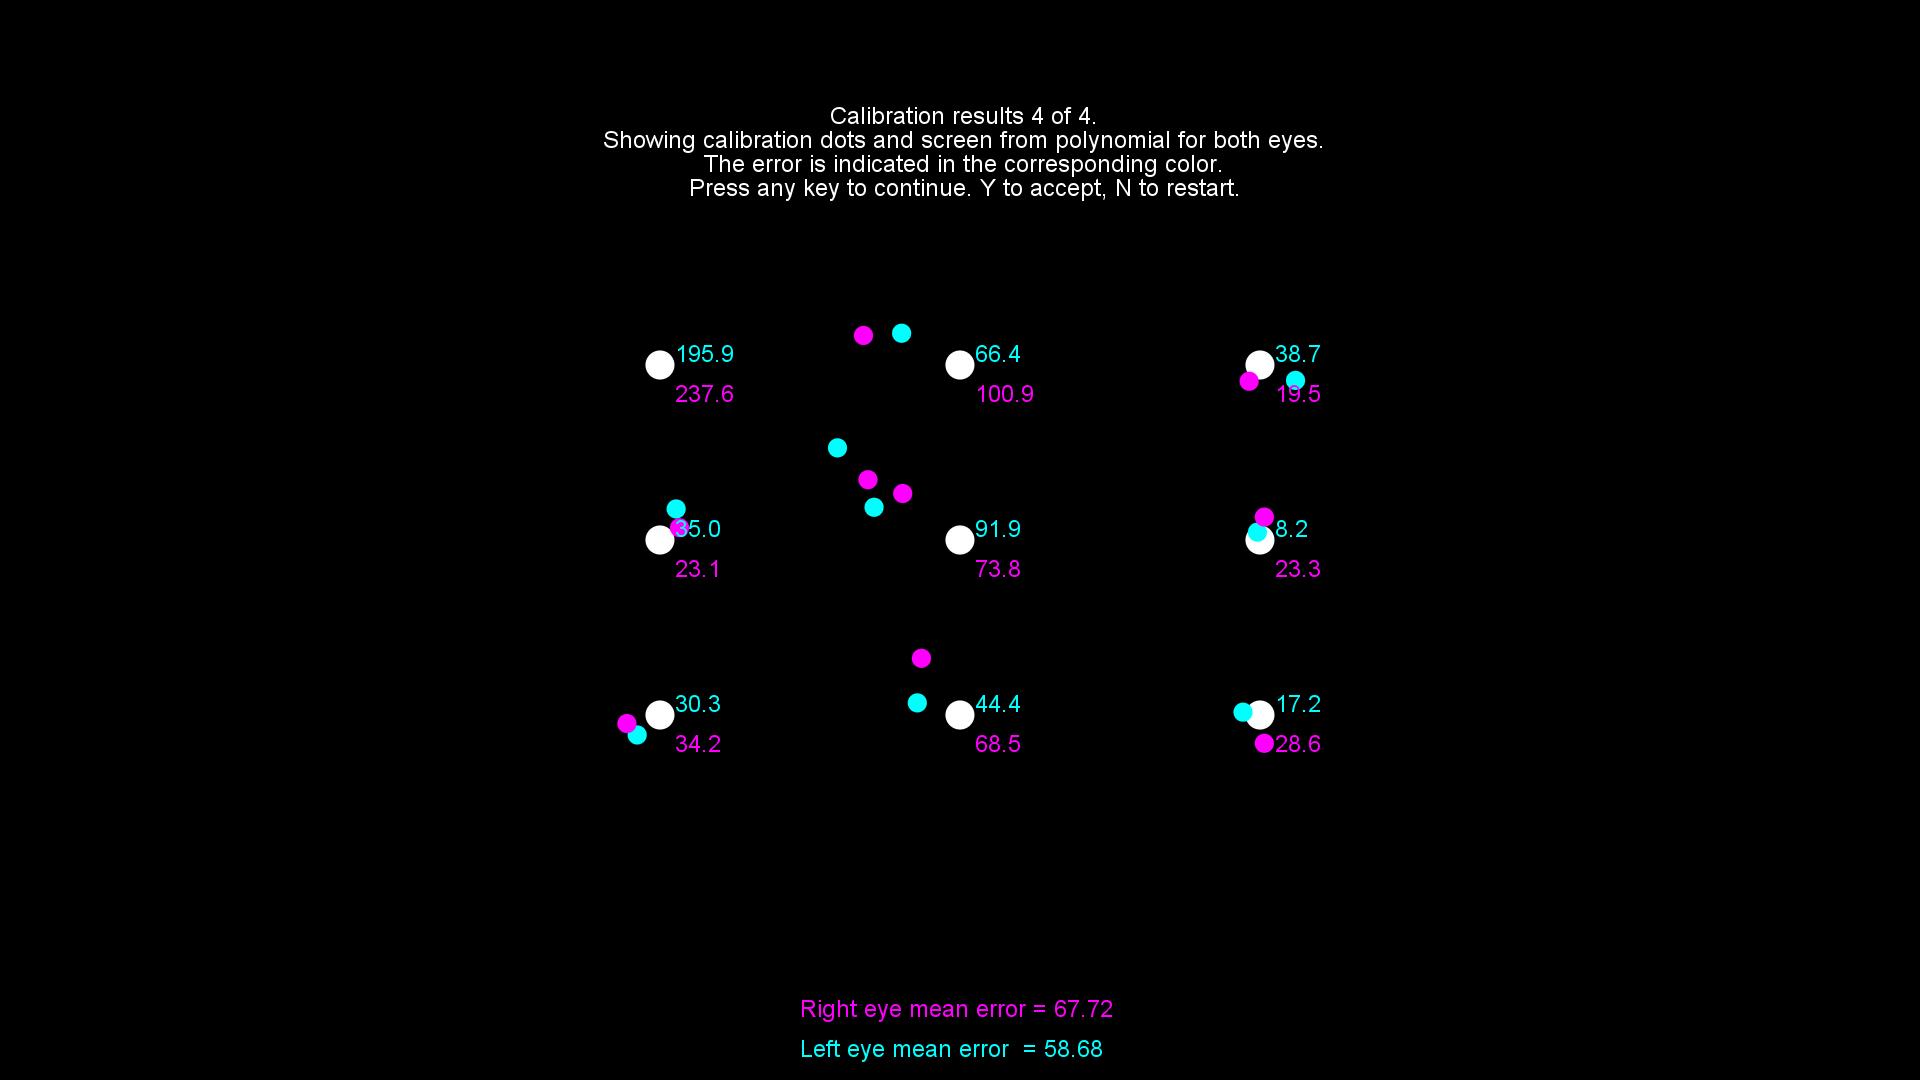 Calibration results 4 of 4.
Showing calibration dots and screen from polynomial for both eyes.
The error is indicated in the corresponding color.
Press any key to continue. Y to accept, N to restart.
195.9 66.4 38.7
237.6 100.9 19.5
35.0 91.9 8.2
23.1 73.8 23.3
30.3 44.4 17.2
34.2 68.5 28.6
Right eye mean error = 67.72
Left eye mean error = 58.68